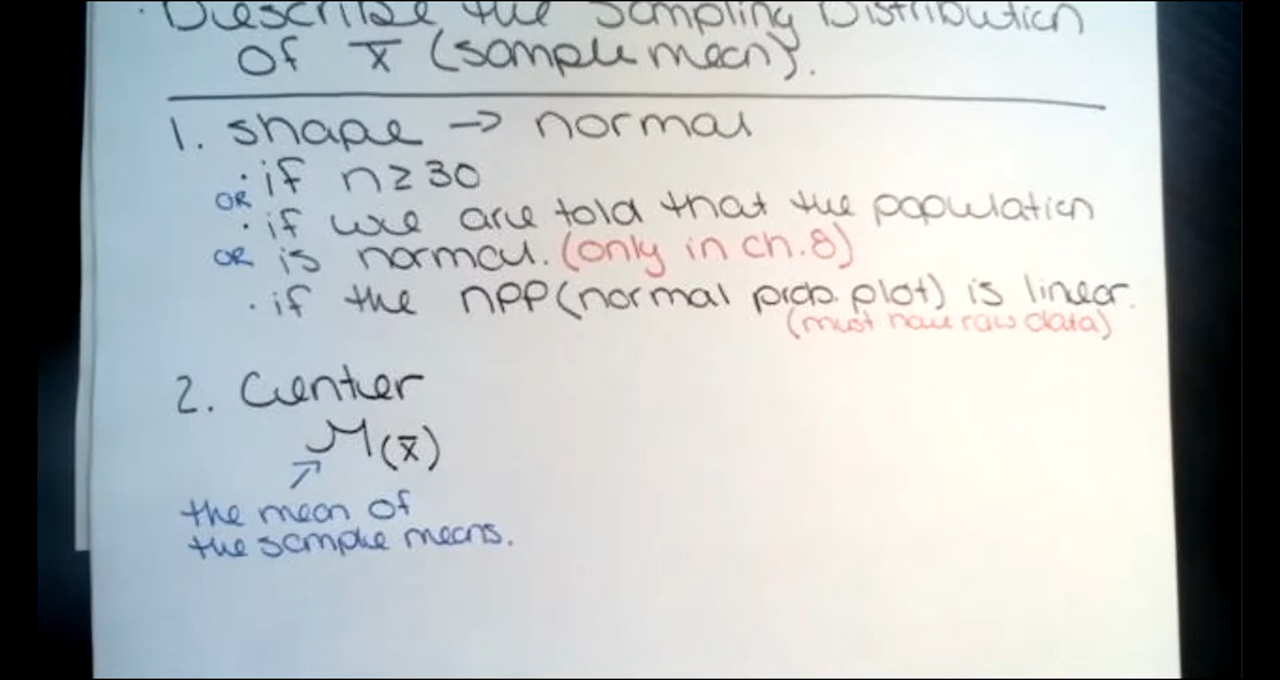 · Describe the Sampling Distribution
of x̄ (sample mean).
1. shape → normal
· if n ≥ 30
OR
· if we are told that the population
OR is normal. (only in ch. 8)
· if the npp (normal prob. plot) is linear.
(must have raw data)
2. Center
μ(x̄)
↗
the mean of
the sample means.